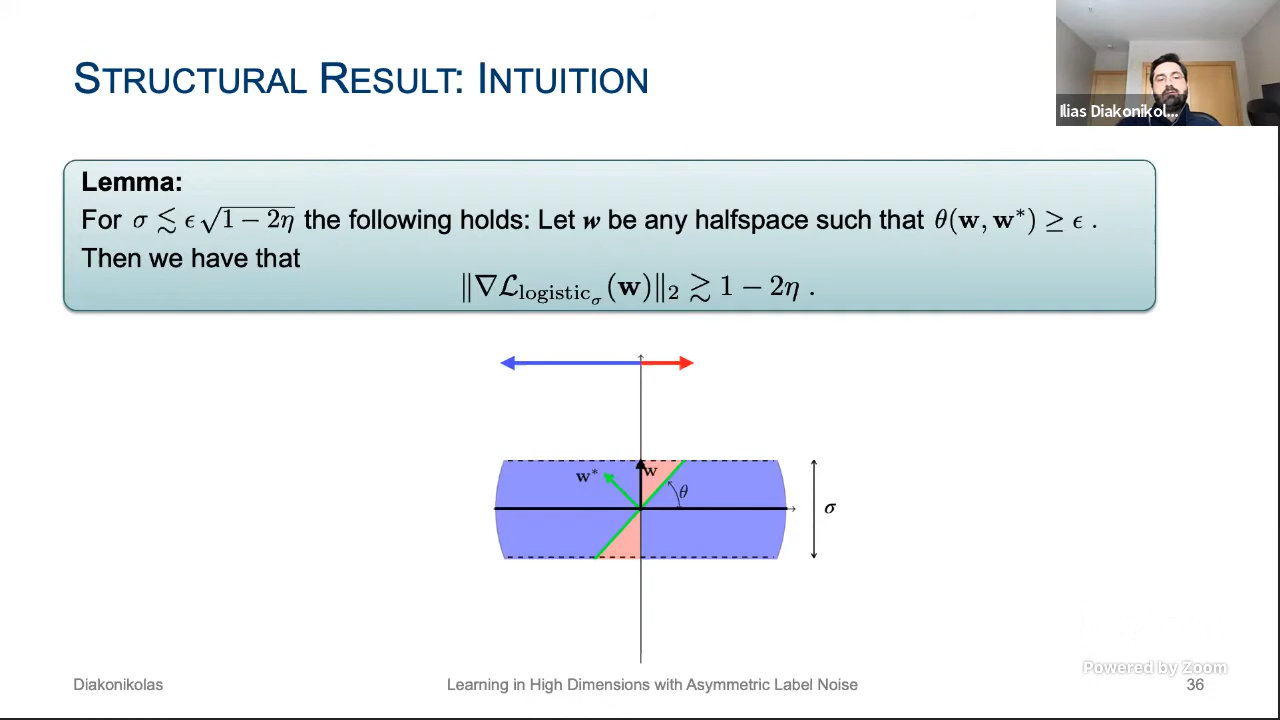 STRUCTURAL RESULT: INTUITION
Ilias Diakonikol...
Lemma:
For σ ≲ ϵ√(1 − 2η) the following holds: Let w be any halfspace such that θ(w, w*) ≥ ϵ .
Then we have that
‖∇ℒ_logistic_σ(w)‖₂ ≳ 1 − 2η .
w
w*
θ
σ
Powered by Zoom
Diakonikolas
Learning in High Dimensions with Asymmetric Label Noise
36